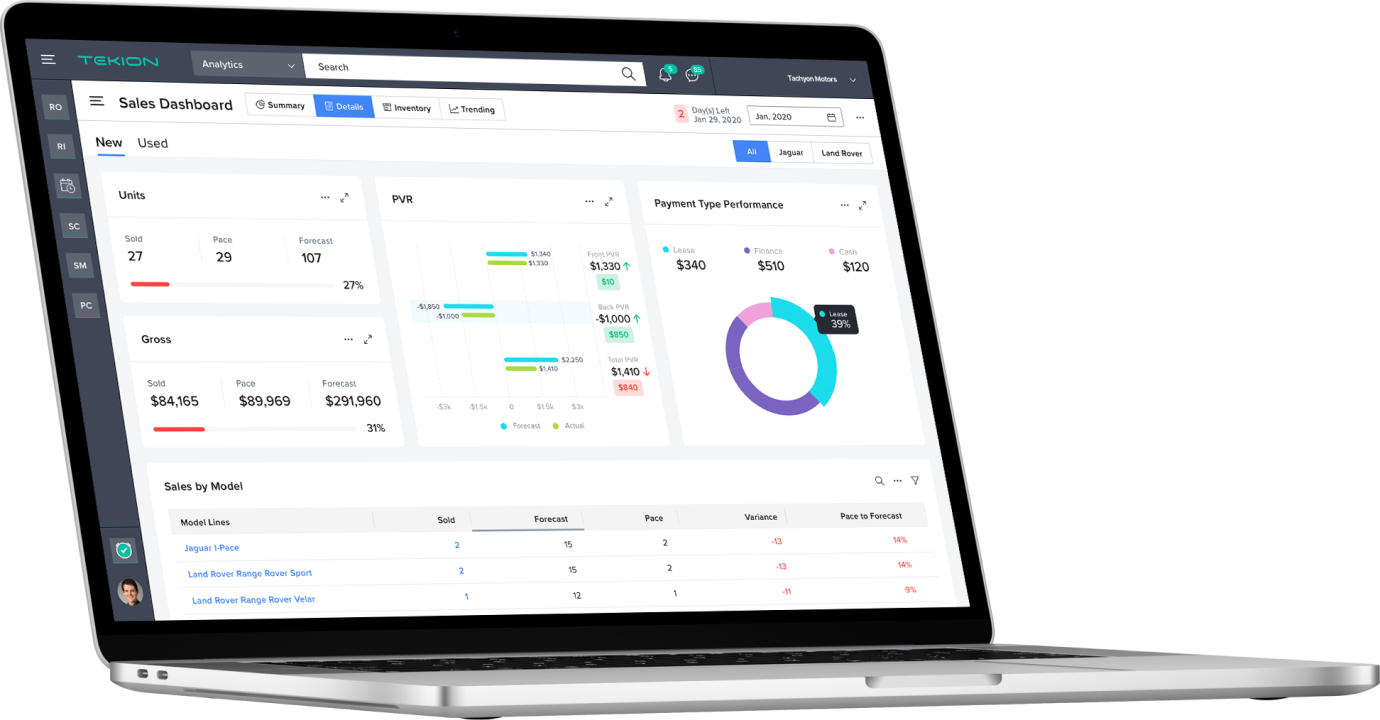 TEKION
Analytics
Search
5
85
Tachyon Motors
RO
RI
SC
SM
PC
Sales Dashboard
Summary
Details
Inventory
Trending
2
Day(s) Left
Jan 29, 2020
Jan, 2020
New
Used
All
Jaguar
Land Rover
Units
Sold
27
Pace
29
Forecast
107
27%
Gross
Sold
$84,165
Pace
$89,969
Forecast
$291,960
31%
PVR
$1,340
$1,330
-$1,850
-$1,000
$2,250
$1,410
-$3k
-$1.5k
0
$1.5k
$3k
Forecast
Actual
Front PVR
$1,330
$10
Back PVR
-$1,000
$850
Total PVR
$1,410
$840
Payment Type Performance
Lease
$340
Finance
$510
Cash
$120
Lease
39%
Sales by Model
Model Lines Sold Forecast Pace Variance Pace to Forecast
Jaguar I-Pace 2 15 2 -13 14%
Land Rover Range Rover Sport 2 15 2 -13 14%
Land Rover Range Rover Velar 1 12 1 -11 9%